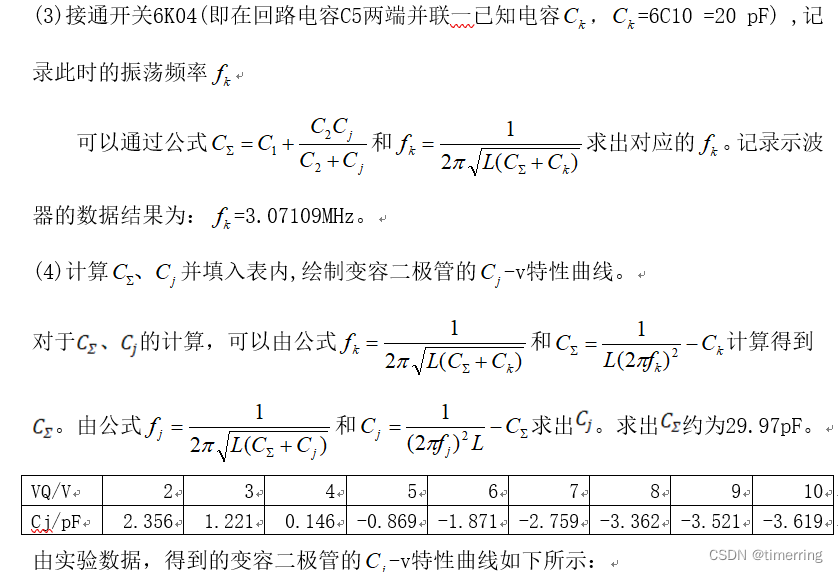 (3)接通开关6K04(即在回路电容C5两端并联一已知电容 $C_k$，$C_k$=6C10 =20 pF) ,记
录此时的振荡频率 $f_k$
可以通过公式 $C_\Sigma = C_1 + \frac{C_2 C_j}{C_2 + C_j}$ 和 $f_k = \frac{1}{2\pi\sqrt{L(C_\Sigma + C_k)}}$ 求出对应的 $f_k$。记录示波
器的数据结果为： $f_k$=3.07109MHz。
(4)计算 $C_\Sigma$、$C_j$ 并填入表内,绘制变容二极管的 $C_j$-v特性曲线。
对于$C_\Sigma$、$C_j$的计算，可以由公式 $f_k = \frac{1}{2\pi\sqrt{L(C_\Sigma + C_k)}}$ 和 $C_\Sigma = \frac{1}{L(2\pi f_k)^2} - C_k$ 计算得到
$C_\Sigma$。由公式 $f_j = \frac{1}{2\pi\sqrt{L(C_\Sigma + C_j)}}$ 和 $C_j = \frac{1}{(2\pi f_j)^2 L} - C_\Sigma$ 求出$C_j$。求出$C_\Sigma$约为29.97pF。
VQ/V 2 3 4 5 6 7 8 9 10
Cj/pF 2.356 1.221 0.146 -0.869 -1.871 -2.759 -3.362 -3.521 -3.619
由实验数据，得到的变容二极管的 $C_j$-v特性曲线如下所示：
CSDN @timerring